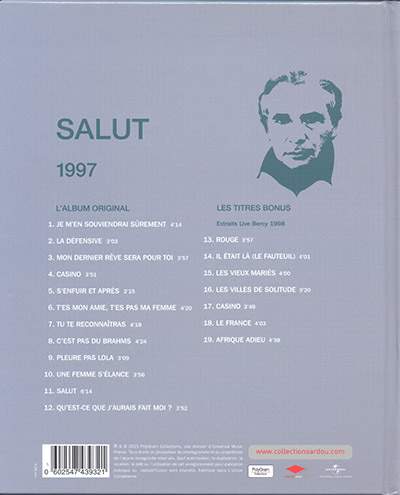 SALUT
1997
L'ALBUM ORIGINAL
1. JE M'EN SOUVIENDRAI SÛREMENT 4'14
2. LA DÉFENSIVE 3'03
3. MON DERNIER RÊVE SERA POUR TOI 3'57
4. CASINO 3'51
5. S'ENFUIR ET APRÈS 3'15
6. T'ES MON AMIE, T'ES PAS MA FEMME 4'20
7. TU TE RECONNAÎTRAS 4'18
8. C'EST PAS DU BRAHMS 4'24
9. PLEURE PAS LOLA 3'09
10. UNE FEMME S'ÉLANCE 3'56
11. SALUT 6'14
12. QU'EST-CE QUE J'AURAIS FAIT MOI ? 3'52
LES TITRES BONUS
Extraits Live Bercy 1998
13. ROUGE 3'57
14. IL ÉTAIT LÀ (LE FAUTEUIL) 4'01
15. LES VIEUX MARIÉS 4'00
16. LES VILLES DE SOLITUDE 3'20
17. CASINO 3'48
18. LE FRANCE 4'03
19. AFRIQUE ADIEU 4'38
www.collectionsardou.com
0 602547 439321
PolyGram
UNIVERSAL